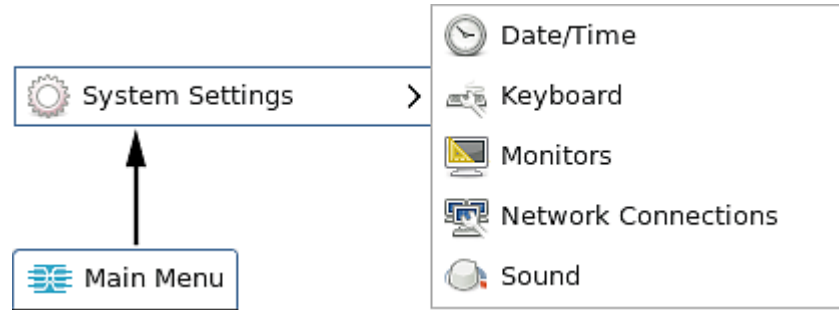 Date/Time
System Settings
Keyboard
Monitors
Network Connections
Main Menu
Sound